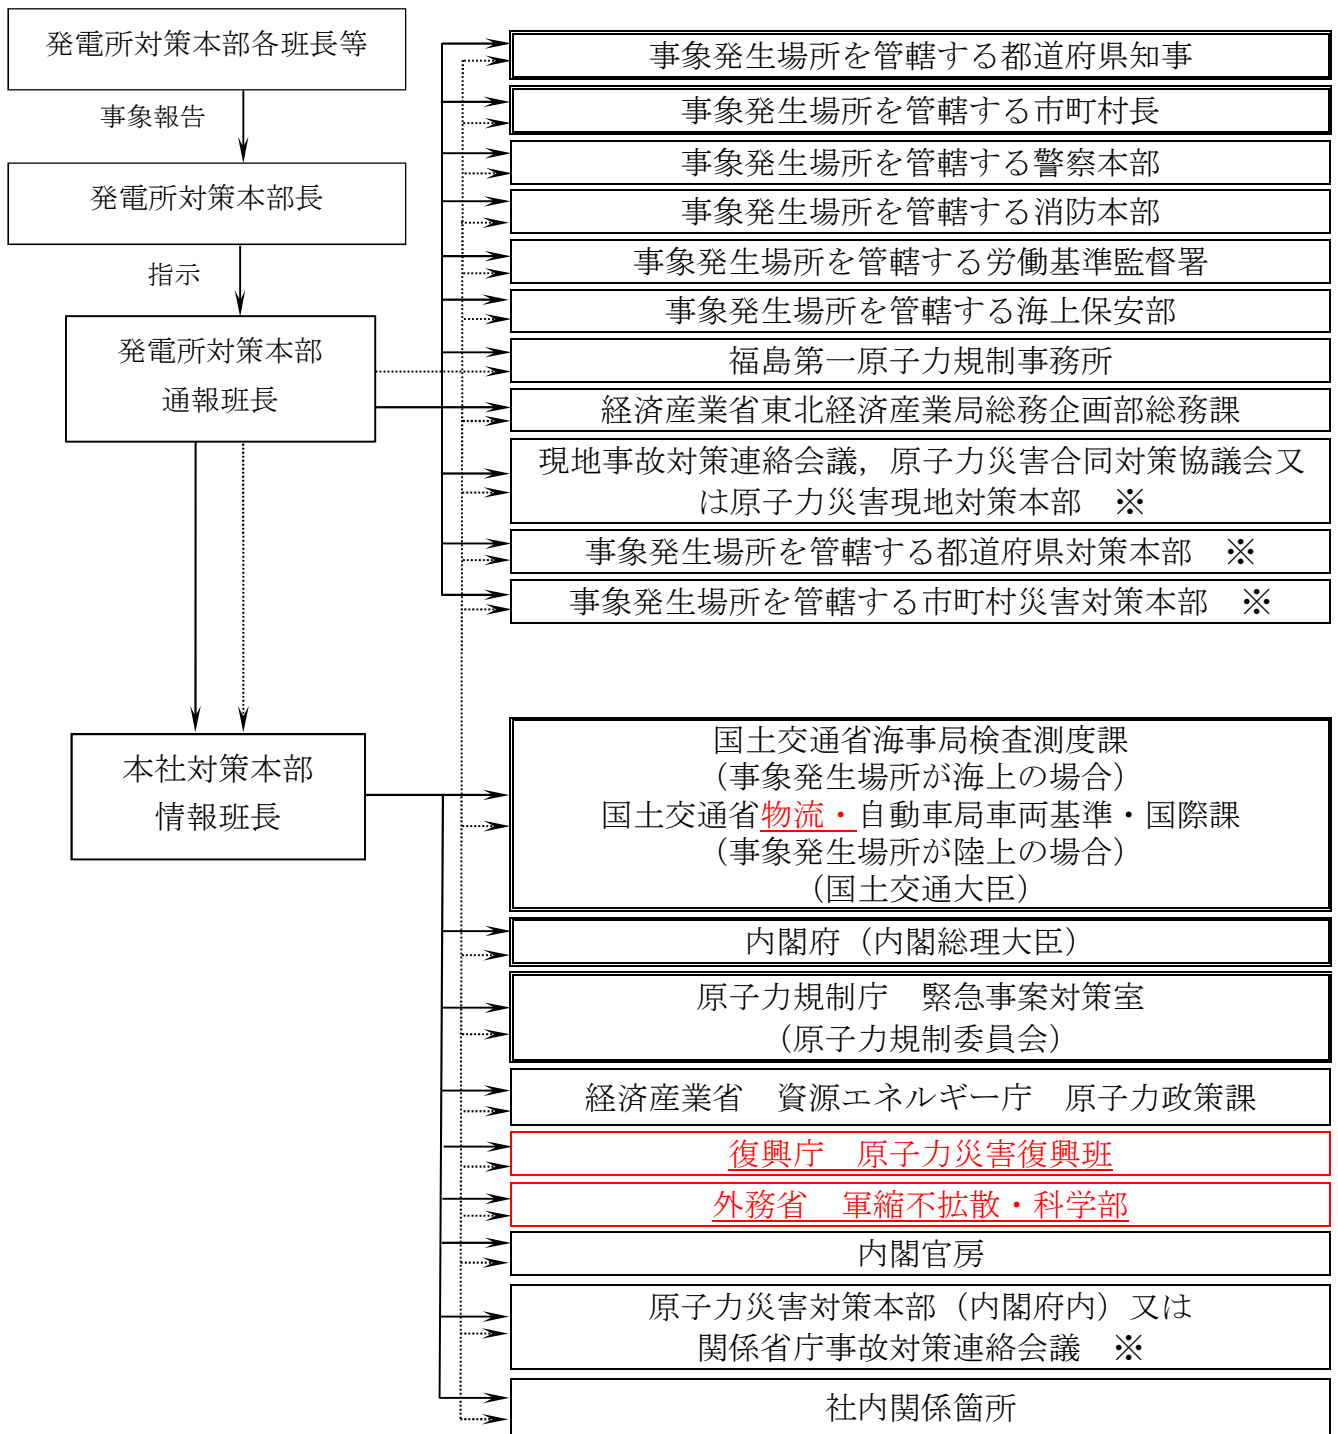 発電所対策本部各班長等
事象報告
発電所対策本部長
指示
発電所対策本部
通報班長
事象発生場所を管轄する都道府県知事
事象発生場所を管轄する市町村長
事象発生場所を管轄する警察本部
事象発生場所を管轄する消防本部
事象発生場所を管轄する労働基準監督署
事象発生場所を管轄する海上保安部
福島第一原子力規制事務所
経済産業省東北経済産業局総務企画部総務課
現地事故対策連絡会議，原子力災害合同対策協議会又
は原子力災害現地対策本部　※
事象発生場所を管轄する都道府県対策本部　※
事象発生場所を管轄する市町村災害対策本部　※
本社対策本部
情報班長
国土交通省海事局検査測度課
（事象発生場所が海上の場合）
国土交通省物流・自動車局車両基準・国際課
（事象発生場所が陸上の場合）
（国土交通大臣）
内閣府（内閣総理大臣）
原子力規制庁　緊急事案対策室
（原子力規制委員会）
経済産業省　資源エネルギー庁　原子力政策課
復興庁　原子力災害復興班
外務省　軍縮不拡散・科学部
内閣官房
原子力災害対策本部（内閣府内）又は
関係省庁事故対策連絡会議　※
社内関係箇所